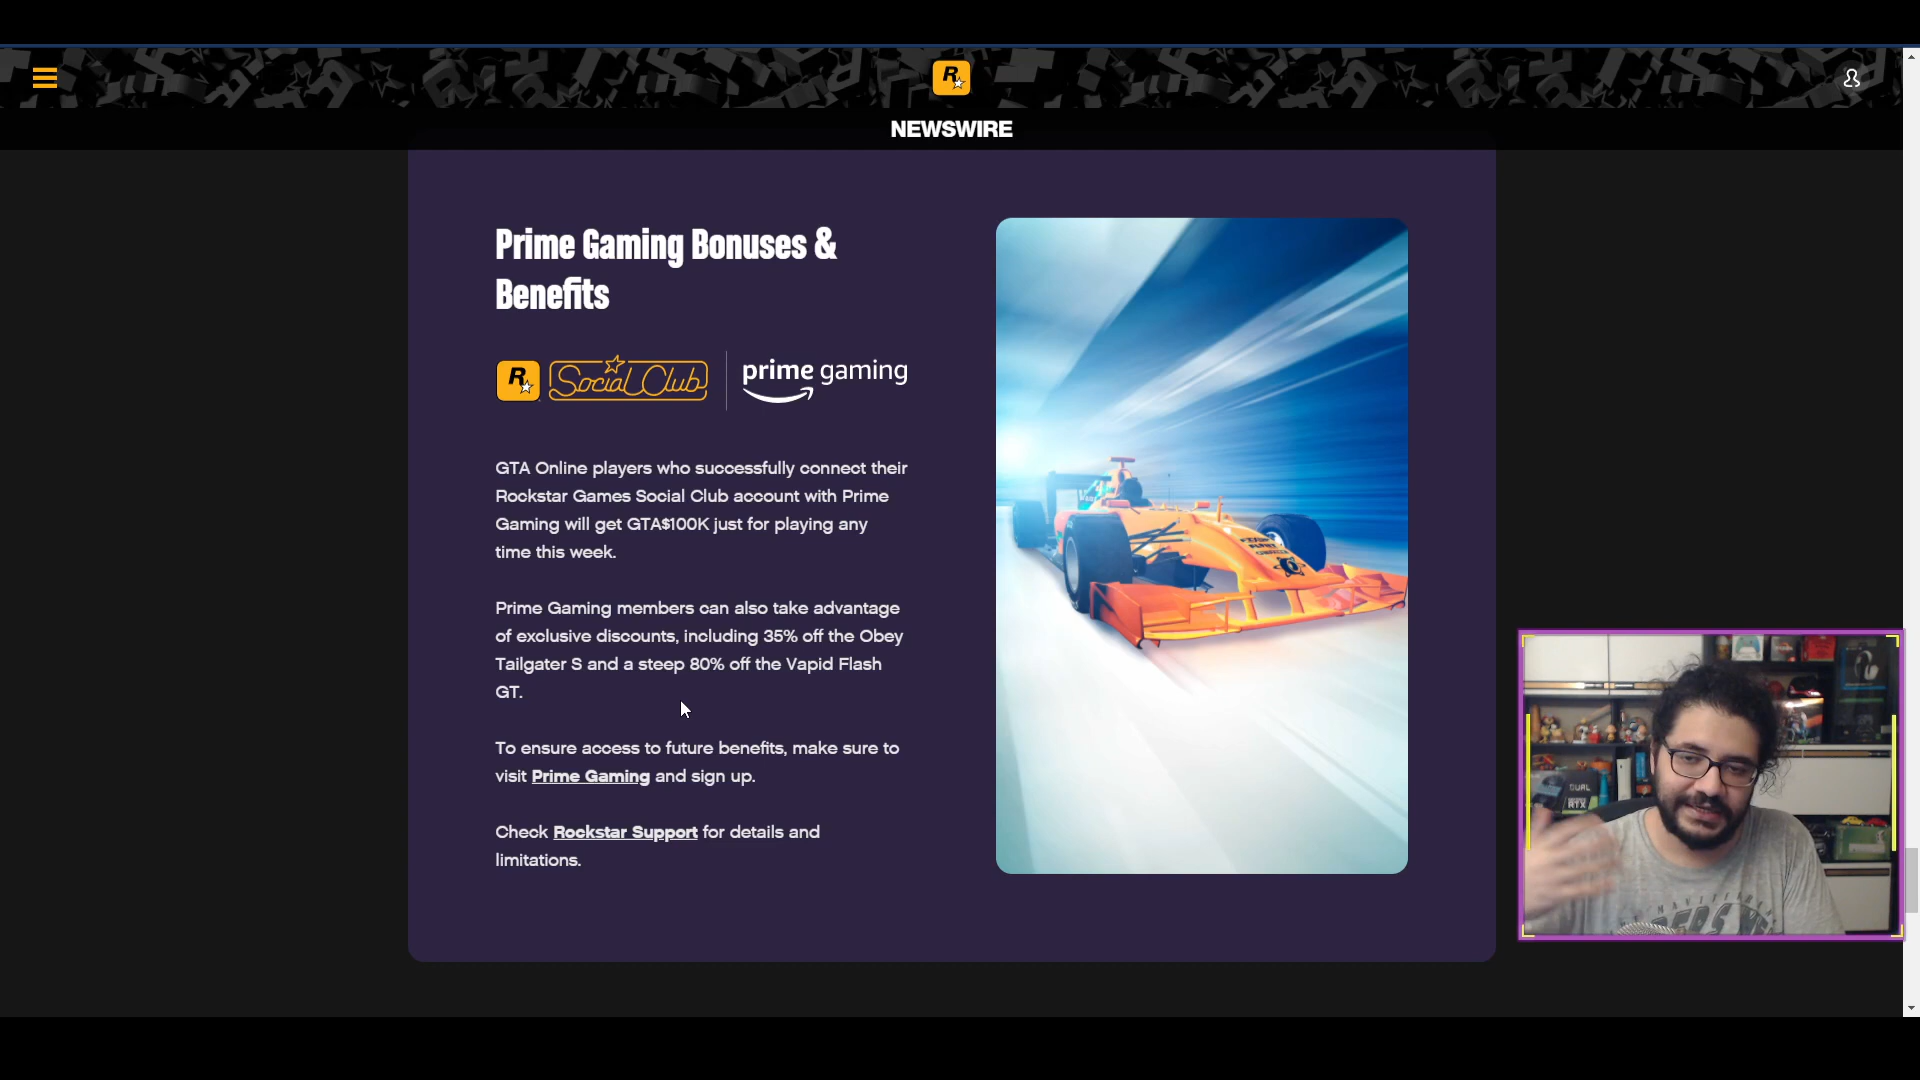 R
NEWSWIRE
Prime Gaming Bonuses &
Benefits
R Social Club
prime gaming
GTA Online players who successfully connect their
Rockstar Games Social Club account with Prime
Gaming will get GTA$100K just for playing any
time this week.
Prime Gaming members can also take advantage
of exclusive discounts, including 35% off the Obey
Tailgater S and a steep 80% off the Vapid Flash
GT.
To ensure access to future benefits, make sure to
visit Prime Gaming and sign up.
Check Rockstar Support for details and
limitations.
DUAL
RTX